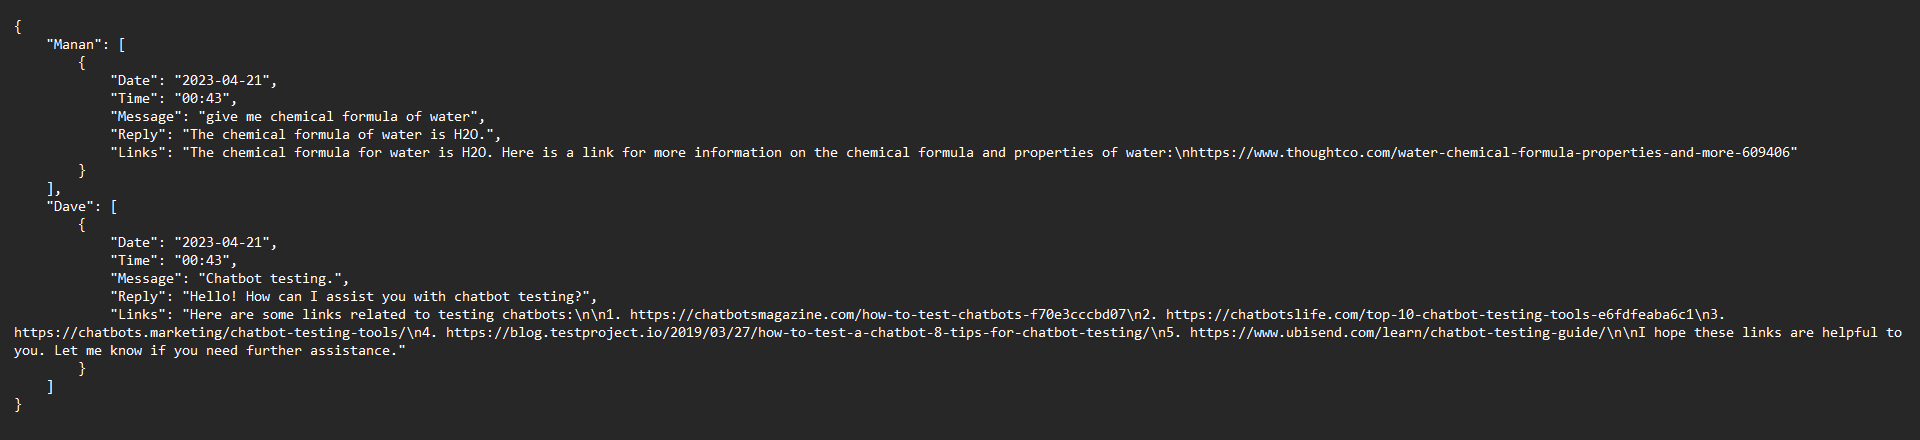 {
    "Manan": [
        {
            "Date": "2023-04-21",
            "Time": "00:43",
            "Message": "give me chemical formula of water",
            "Reply": "The chemical formula of water is H2O.",
            "Links": "The chemical formula for water is H2O. Here is a link for more information on the chemical formula and properties of water:\nhttps://www.thoughtco.com/water-chemical-formula-properties-and-more-609406"
        }
    ],
    "Dave": [
        {
            "Date": "2023-04-21",
            "Time": "00:43",
            "Message": "Chatbot testing.",
            "Reply": "Hello! How can I assist you with chatbot testing?",
            "Links": "Here are some links related to testing chatbots:\n\n1. https://chatbotsmagazine.com/how-to-test-chatbots-f70e3cccbd07\n2. https://chatbotslife.com/top-10-chatbot-testing-tools-e6fdfeaba6c1\n3.
https://chatbots.marketing/chatbot-testing-tools/\n4. https://blog.testproject.io/2019/03/27/how-to-test-a-chatbot-8-tips-for-chatbot-testing/\n5. https://www.ubisend.com/learn/chatbot-testing-guide/\n\nI hope these links are helpful to
you. Let me know if you need further assistance."
        }
    ]
}